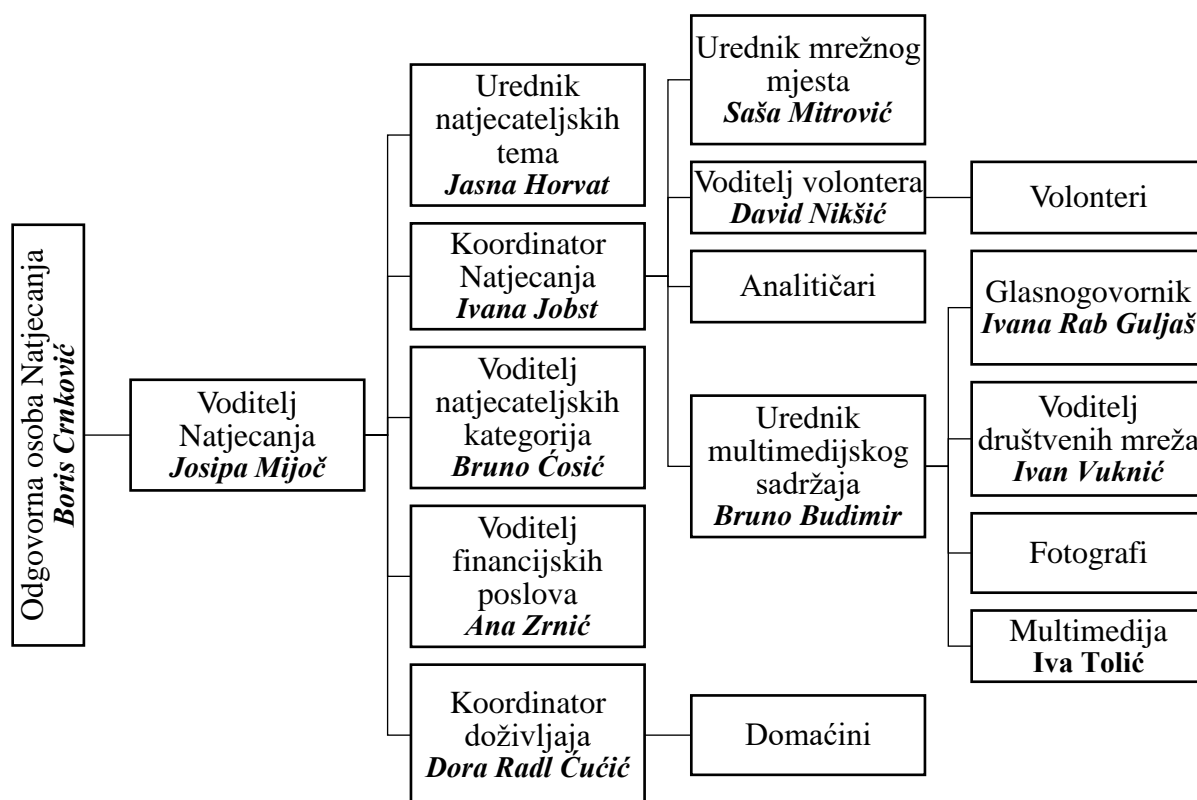 Odgovorna osoba Natjecanja
Boris Crnković
Voditelj
Natjecanja
Josipa Mijoč
Urednik
natjecateljskih
tema
Jasna Horvat
Koordinator
Natjecanja
Ivana Jobst
Urednik mrežnog
mjesta
Saša Mitrović
Voditelj volontera
David Nikšić
Volonteri
Analitičari
Urednik
multimedijskog
sadržaja
Bruno Budimir
Glasnogovornik
Ivana Rab Guljaš
Voditelj
društvenih mreža
Ivan Vuknić
Fotografi
Multimedija
Iva Tolić
Voditelj
natjecateljskih
kategorija
Bruno Ćosić
Voditelj
financijskih
poslova
Ana Zrnić
Koordinator
doživljaja
Dora Radl Ćućić
Domaćini